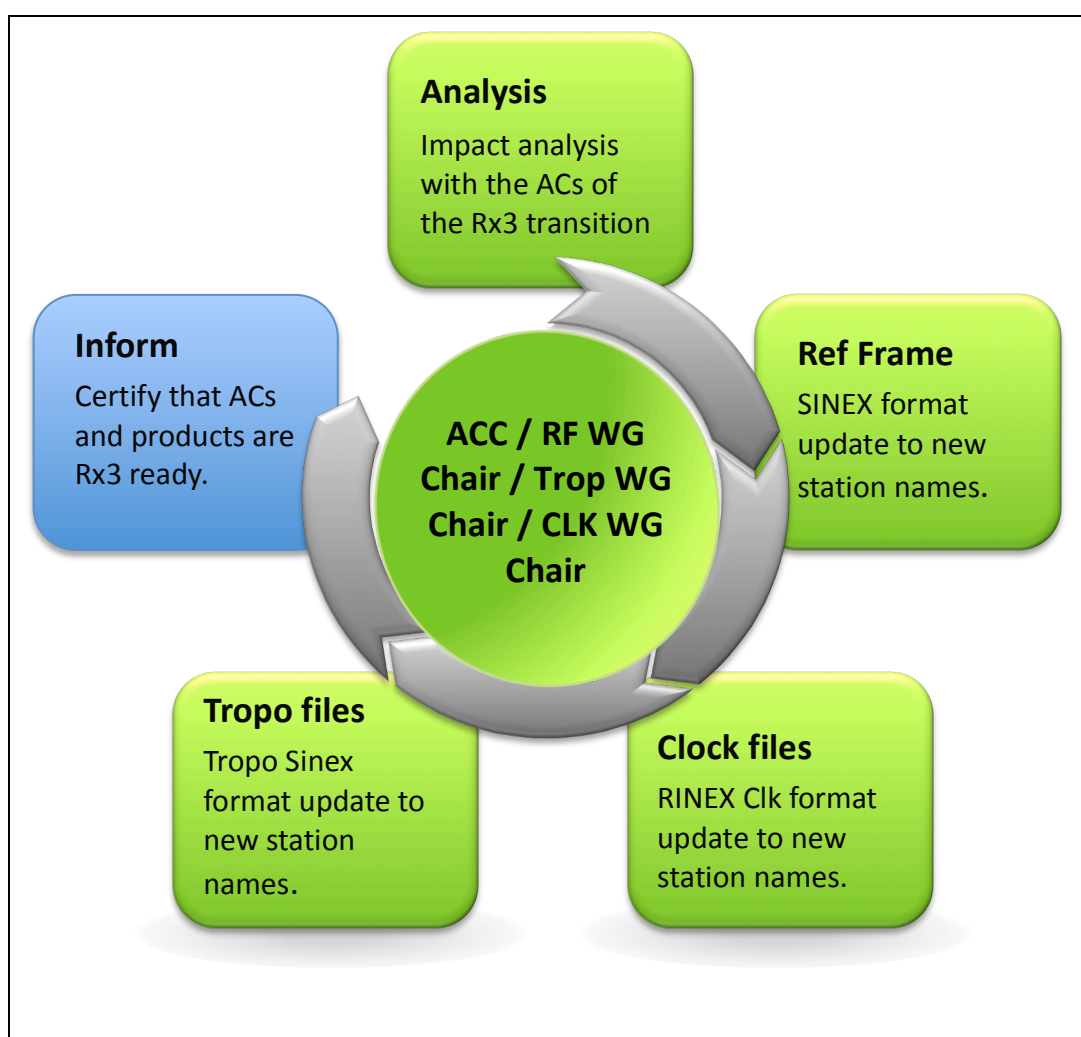 Analysis
Impact analysis
with the ACs of
the Rx3 transition
Inform
Certify that ACs
and products are
Rx3 ready.
Ref Frame
SINEX format
update to new
station names.
ACC / RF WG
Chair / Trop WG
Chair / CLK WG
Chair
Tropo files
Tropo Sinex
format update to
new station
names.
Clock files
RINEX Clk format
update to new
station names.